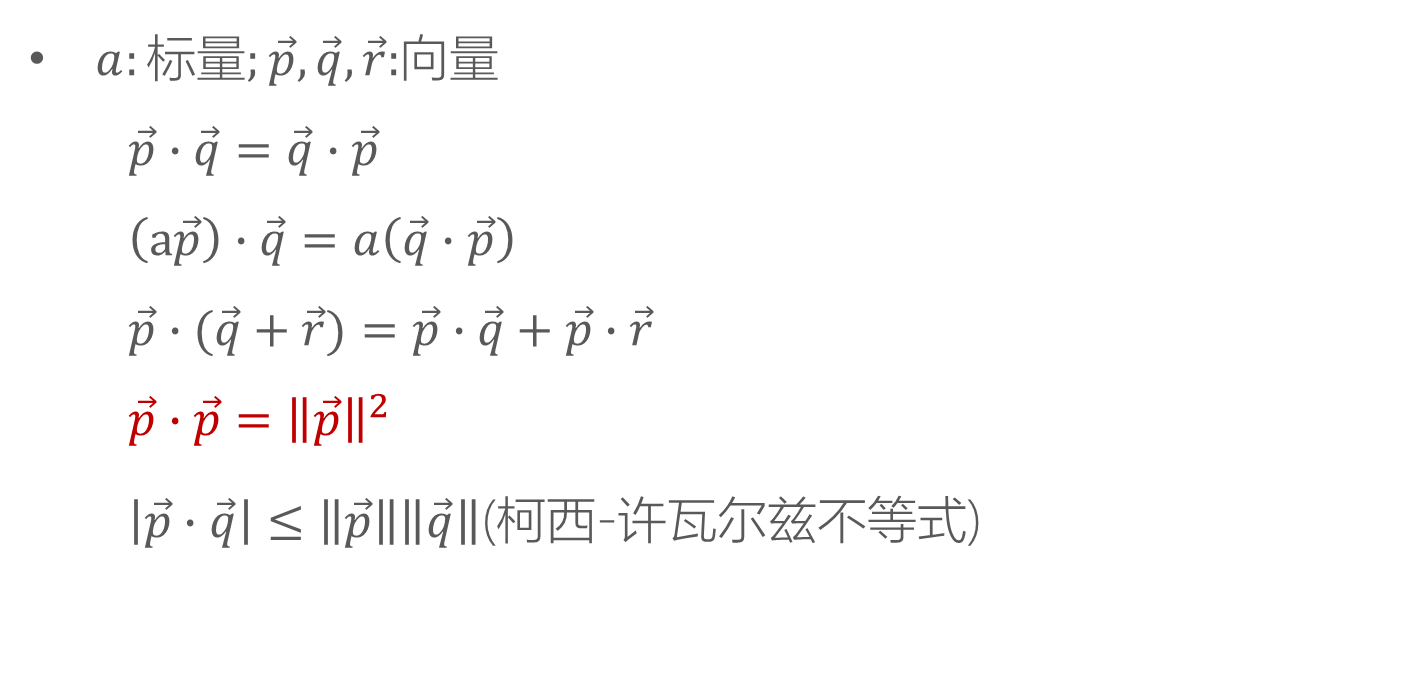 • a: 标量; p⃗, q⃗, r⃗:向量
p⃗ · q⃗ = q⃗ · p⃗
(ap⃗) · q⃗ = a(q⃗ · p⃗)
p⃗ · (q⃗ + r⃗) = p⃗ · q⃗ + p⃗ · r⃗
p⃗ · p⃗ = ‖p⃗‖²
|p⃗ · q⃗| ≤ ‖p⃗‖‖q⃗‖(柯西-许瓦尔兹不等式)